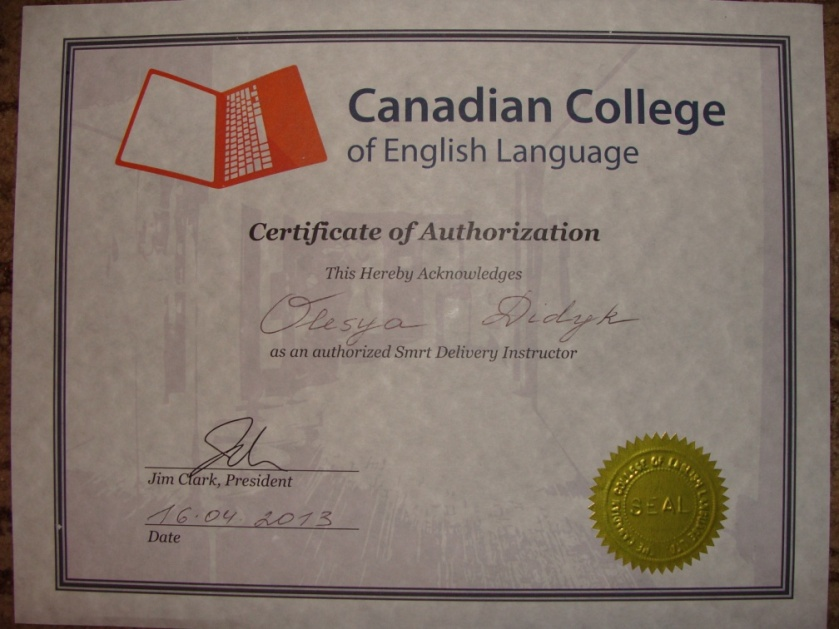 Canadian College
of English Language
Certificate of Authorization
This Hereby Acknowledges
Olesya Didyk
as an authorized Smrt Delivery Instructor
Jim Clark, President
16.04.2013
Date
SEAL